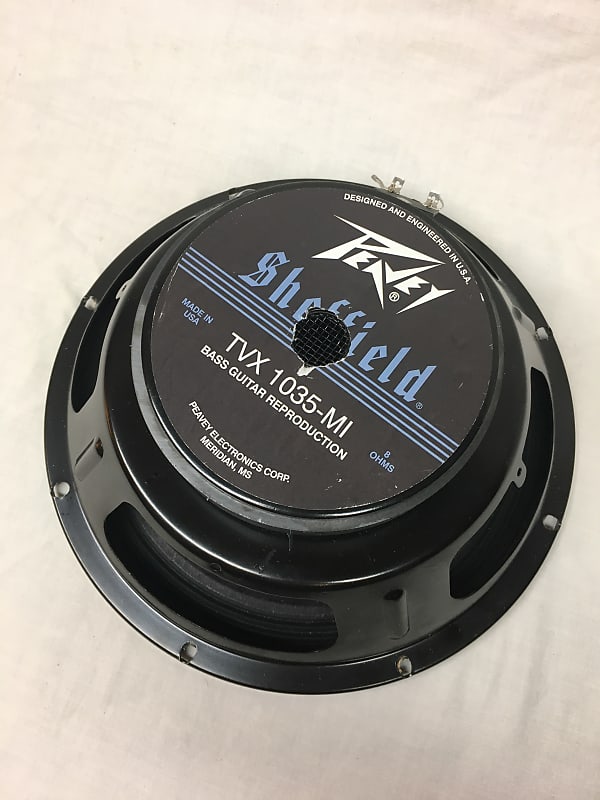 DESIGNED AND ENGINEERED IN U.S.A.
PEAVEY®
Sheffield®
MADE IN
USA
TVX 1035-MI
BASS GUITAR REPRODUCTION
8
OHMS
PEAVEY ELECTRONICS CORP.
MERIDIAN, MS